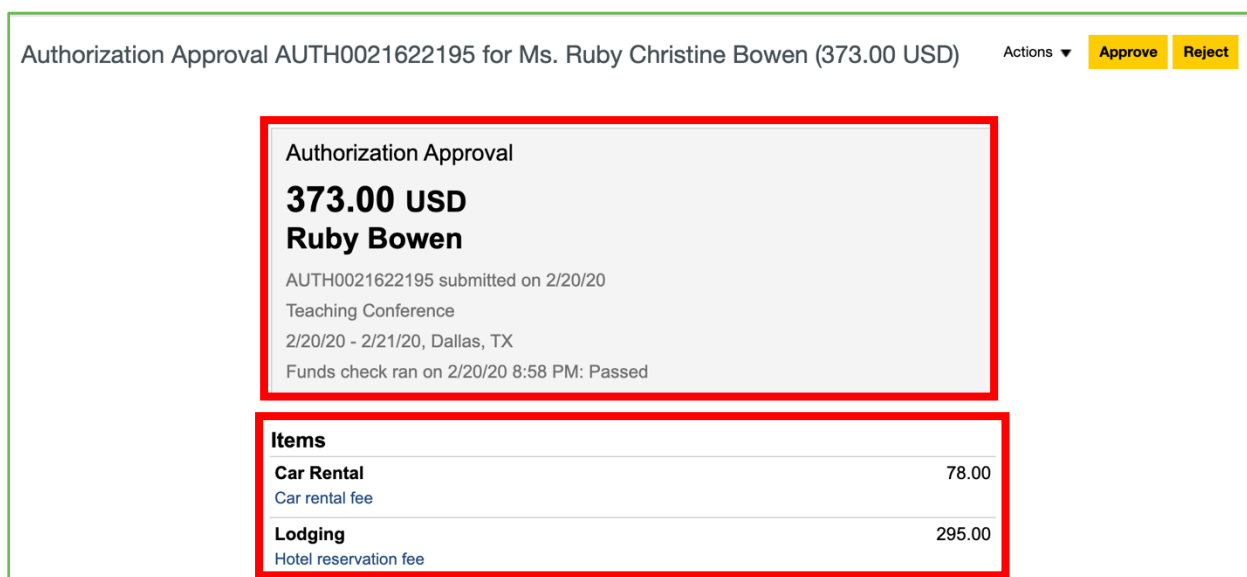 Authorization Approval AUTH0021622195 for Ms. Ruby Christine Bowen (373.00 USD) Actions ▼ Approve Reject
Authorization Approval
373.00 USD
Ruby Bowen
AUTH0021622195 submitted on 2/20/20
Teaching Conference
2/20/20 - 2/21/20, Dallas, TX
Funds check ran on 2/20/20 8:58 PM: Passed
Items
Car Rental 78.00
Car rental fee
Lodging 295.00
Hotel reservation fee